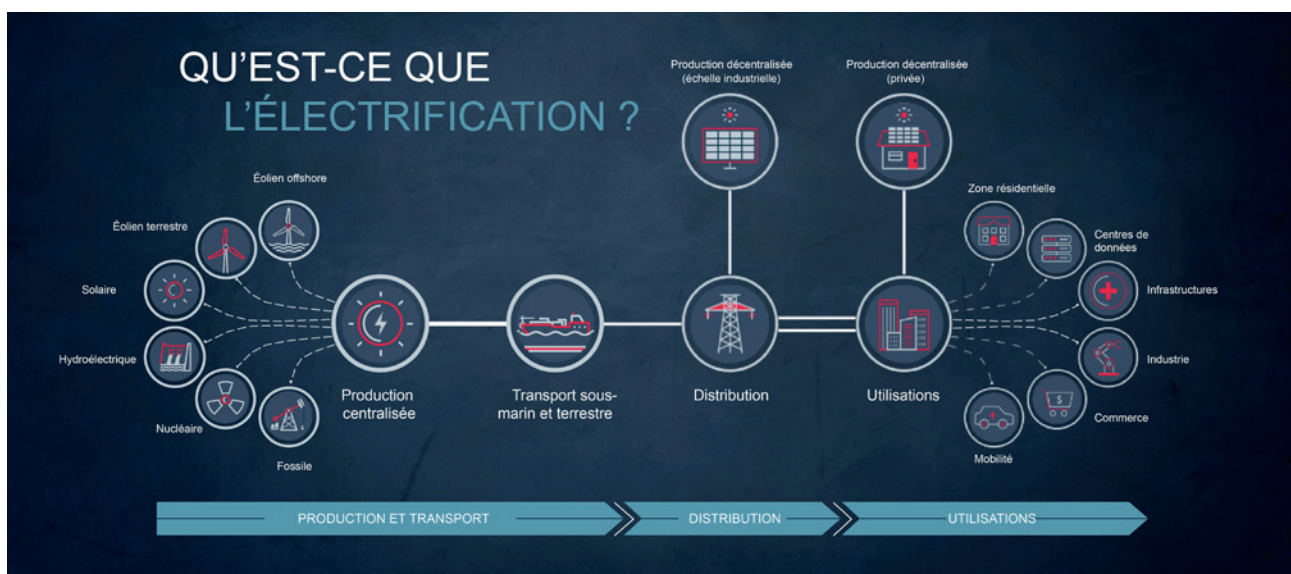 QU'EST-CE QUE
L'ÉLECTRIFICATION ?
Production décentralisée
(échelle industrielle)
Production décentralisée
(privée)
Éolien offshore
Éolien terrestre
Solaire
Hydroélectrique
Nucléaire
Fossile
Production
centralisée
Transport sous-
marin et terrestre
Distribution
Utilisations
Zone résidentielle
Centres de
données
Infrastructures
Industrie
$
Commerce
Mobilité
PRODUCTION ET TRANSPORT
DISTRIBUTION
UTILISATIONS